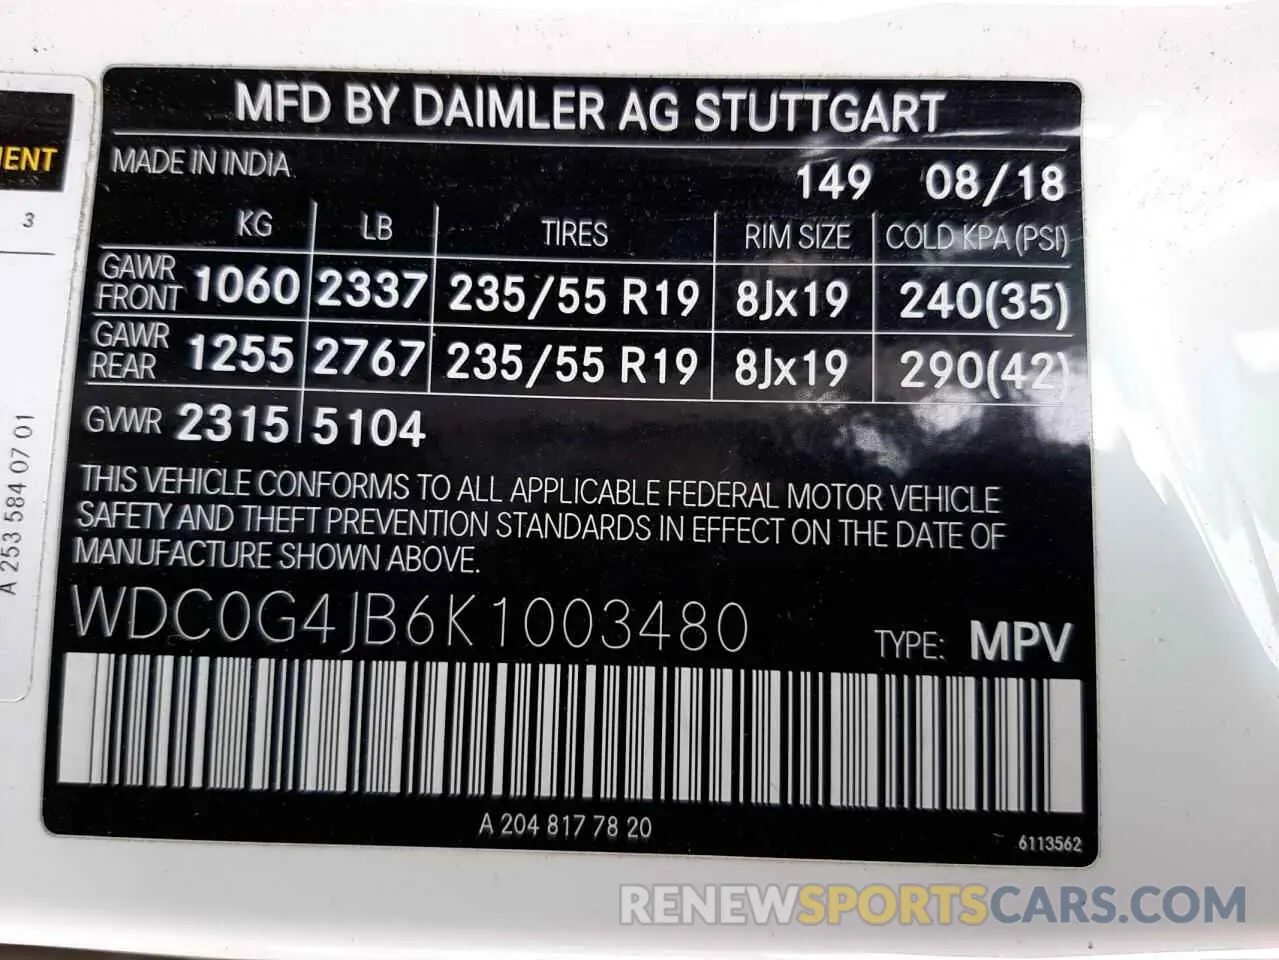 MFD BY DAIMLER AG STUTTGART
MADE IN INDIA 149 08/18
KG LB TIRES RIM SIZE COLD KPA (PSI)
GAWR FRONT 1060 2337 235/55 R19 8Jx19 240(35)
GAWR REAR 1255 2767 235/55 R19 8Jx19 290(42)
GVWR 2315 5104
THIS VEHICLE CONFORMS TO ALL APPLICABLE FEDERAL MOTOR VEHICLE
SAFETY AND THEFT PREVENTION STANDARDS IN EFFECT ON THE DATE OF
MANUFACTURE SHOWN ABOVE.
WDC0G4JB6K1003480 TYPE: MPV
A 204 817 78 20
6113562
3
A 253 584 07 01
RENEWSPORTSCARS.COM